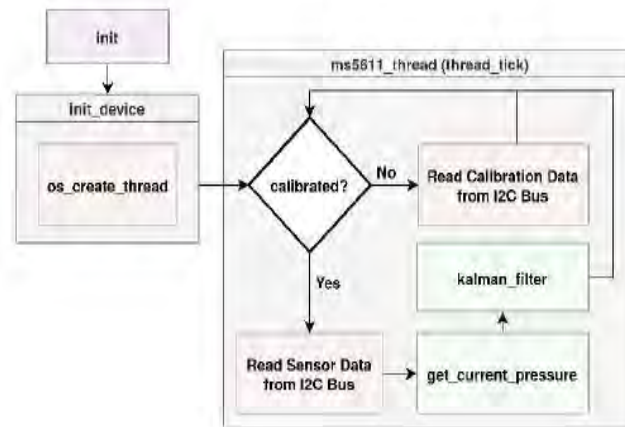 init
init_device
os_create_thread
ms5611_thread (thread_tick)
calibrated?
No
Read Calibration Data
from I2C Bus
Yes
kalman_filter
Read Sensor Data
from I2C Bus
get_current_pressure